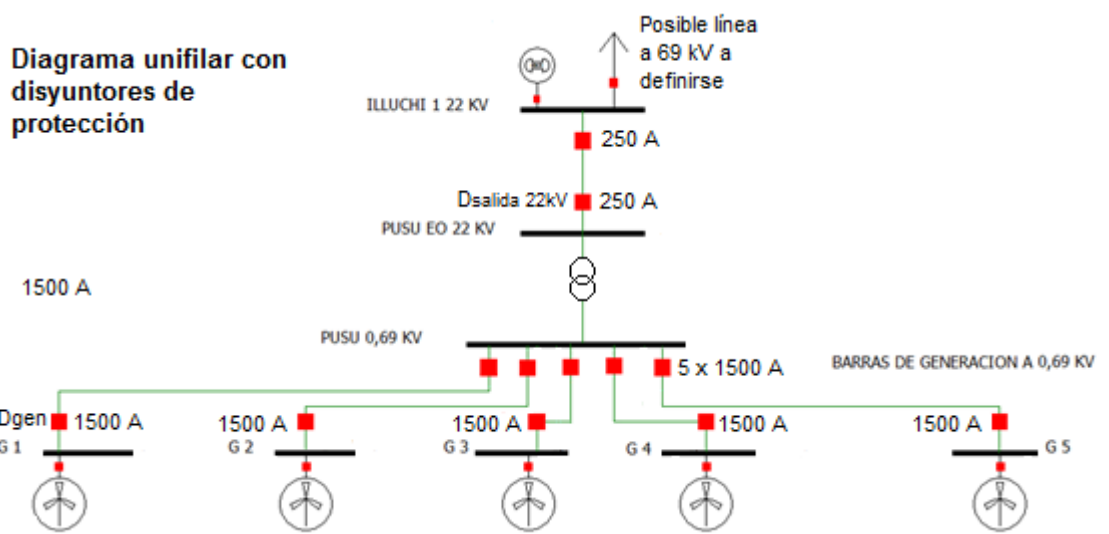 Diagrama unifilar con
disyuntores de
protección
Posible línea
a 69 kV a
definirse
ILLUCHI 1 22 KV
250 A
Dsalida 22kV
250 A
PUSU EO 22 KV
1500 A
PUSU 0,69 KV
5 x 1500 A
BARRAS DE GENERACION A 0,69 KV
Dgen
1500 A
1500 A
1500 A
1500 A
1500 A
G 1
G 2
G 3
G 4
G 5